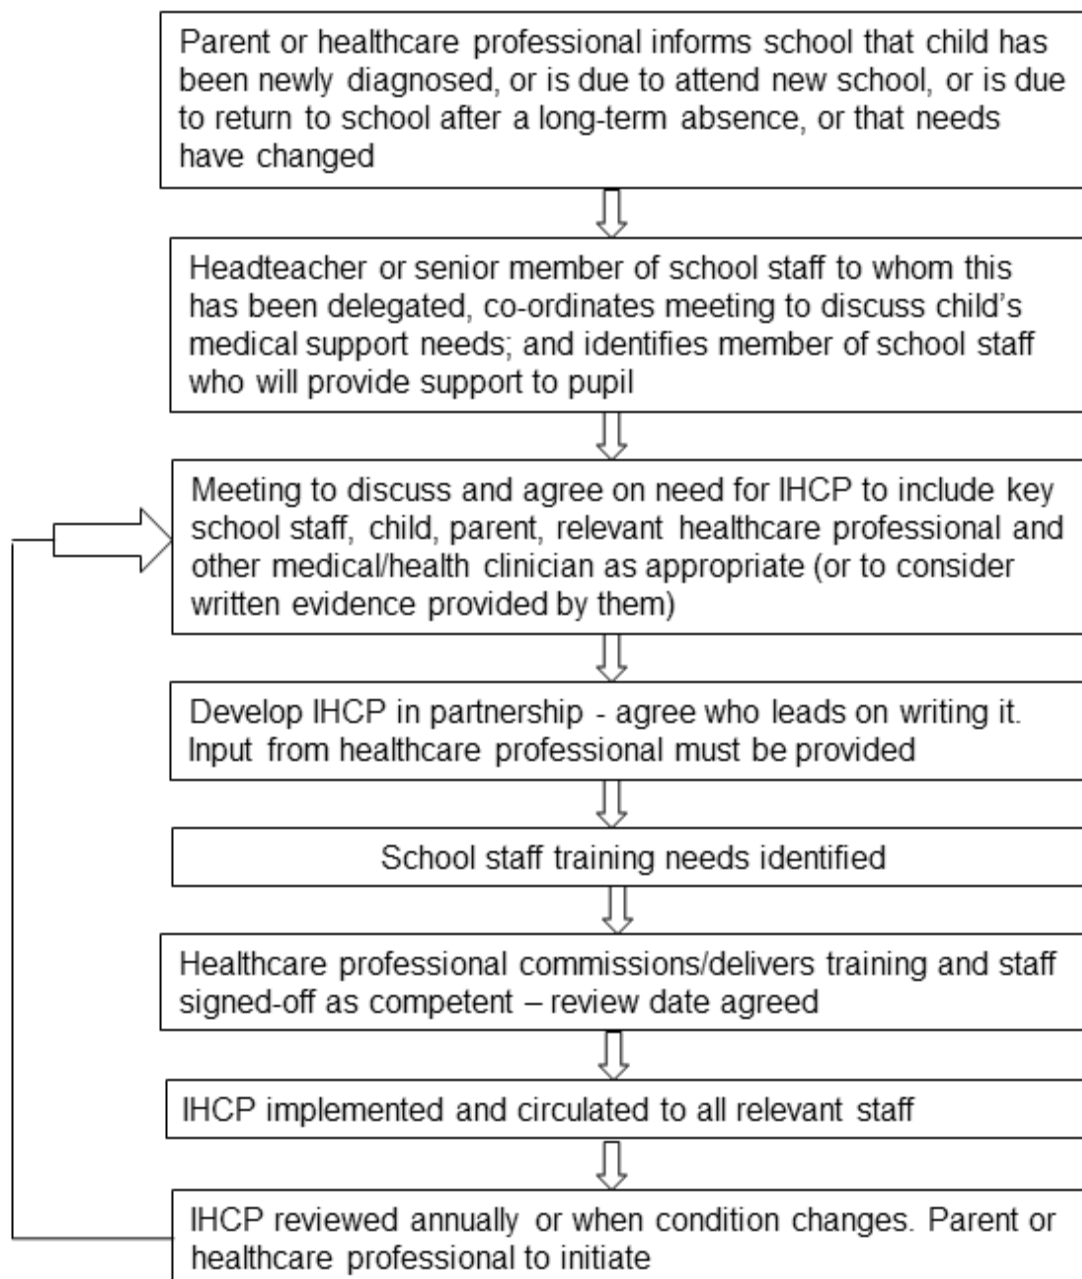 Parent or healthcare professional informs school that child has
been newly diagnosed, or is due to attend new school, or is due
to return to school after a long-term absence, or that needs
have changed
Headteacher or senior member of school staff to whom this
has been delegated, co-ordinates meeting to discuss child's
medical support needs; and identifies member of school staff
who will provide support to pupil
Meeting to discuss and agree on need for IHCP to include key
school staff, child, parent, relevant healthcare professional and
other medical/health clinician as appropriate (or to consider
written evidence provided by them)
Develop IHCP in partnership - agree who leads on writing it.
Input from healthcare professional must be provided
School staff training needs identified
Healthcare professional commissions/delivers training and staff
signed-off as competent – review date agreed
IHCP implemented and circulated to all relevant staff
IHCP reviewed annually or when condition changes. Parent or
healthcare professional to initiate